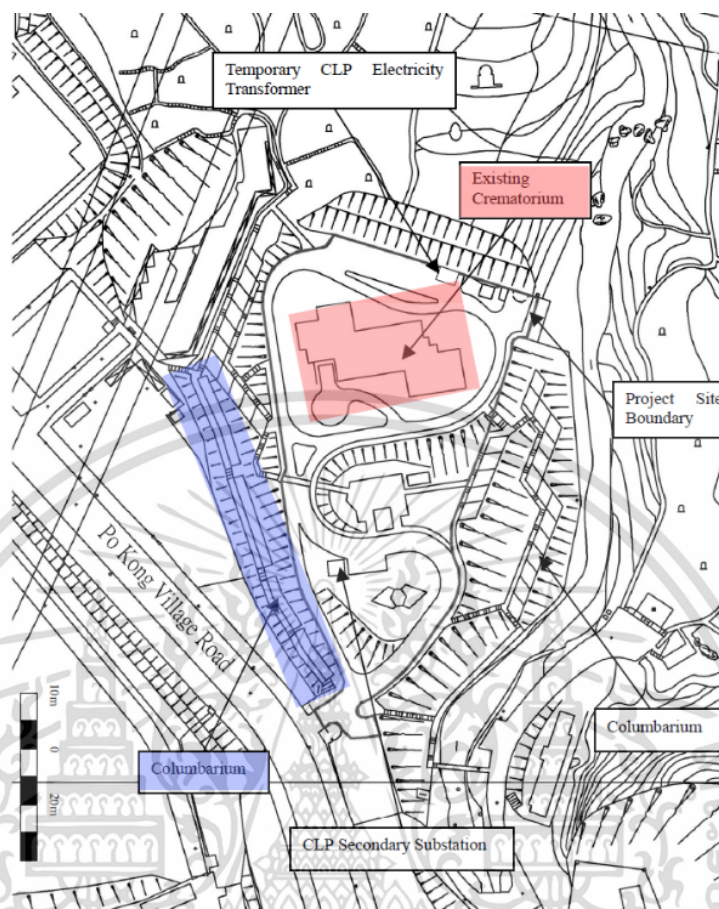 Temporary CLP Electricity
Transformer
Existing
Crematorium
Project Site
Boundary
Po Kong Village Road
10m
0
20m
Columbarium
Columbarium
CLP Secondary Substation